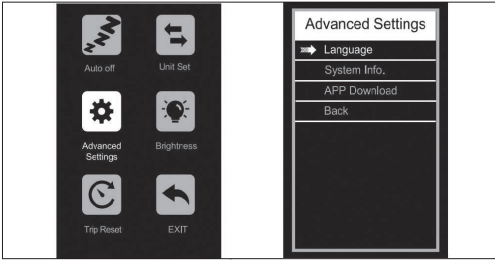 Auto off
Unit Set
Advanced
Settings
Brightness
Trip Reset
EXIT
Advanced Settings
Language
System Info.
APP Download
Back